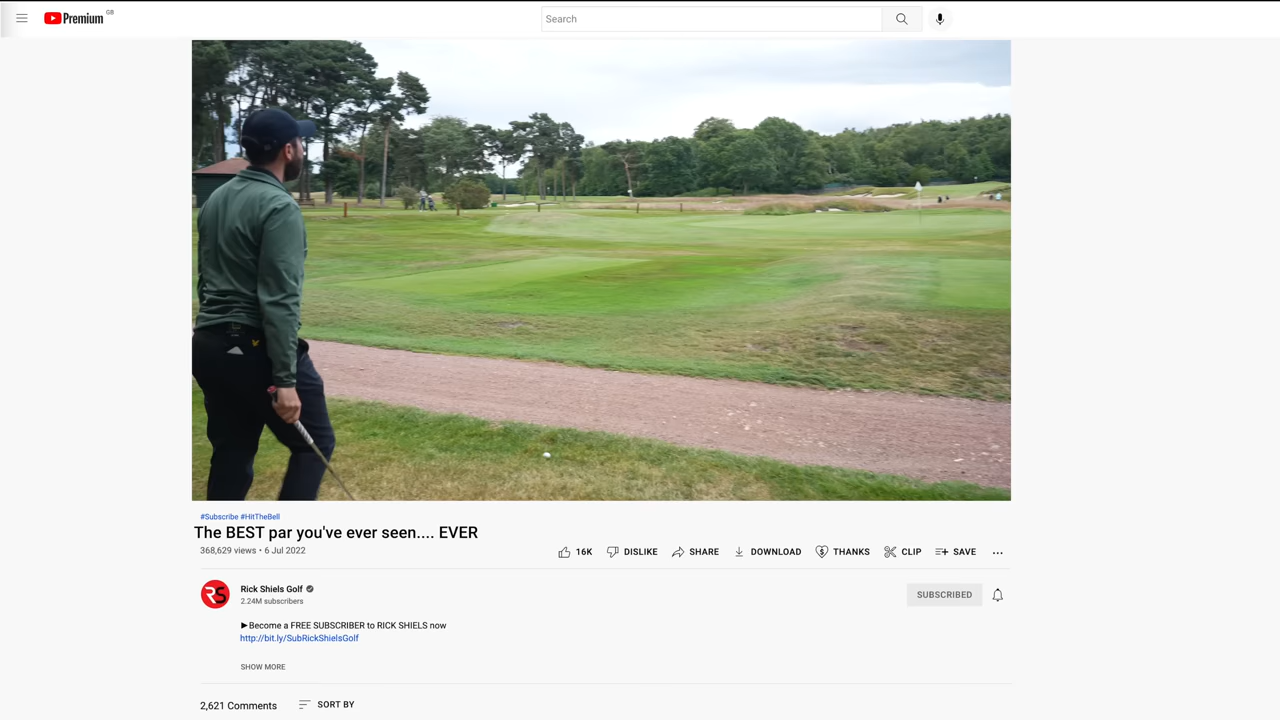 Premium GB
Search
#Subscribe #HitTheBell
The BEST par you've ever seen.... EVER
368,629 views • 6 Jul 2022
16K DISLIKE SHARE DOWNLOAD THANKS CLIP SAVE ...
RS
Rick Shiels Golf
2.24M subscribers
SUBSCRIBED
►Become a FREE SUBSCRIBER to RICK SHIELS now
http://bit.ly/SubRickShielsGolf
SHOW MORE
2,621 Comments SORT BY